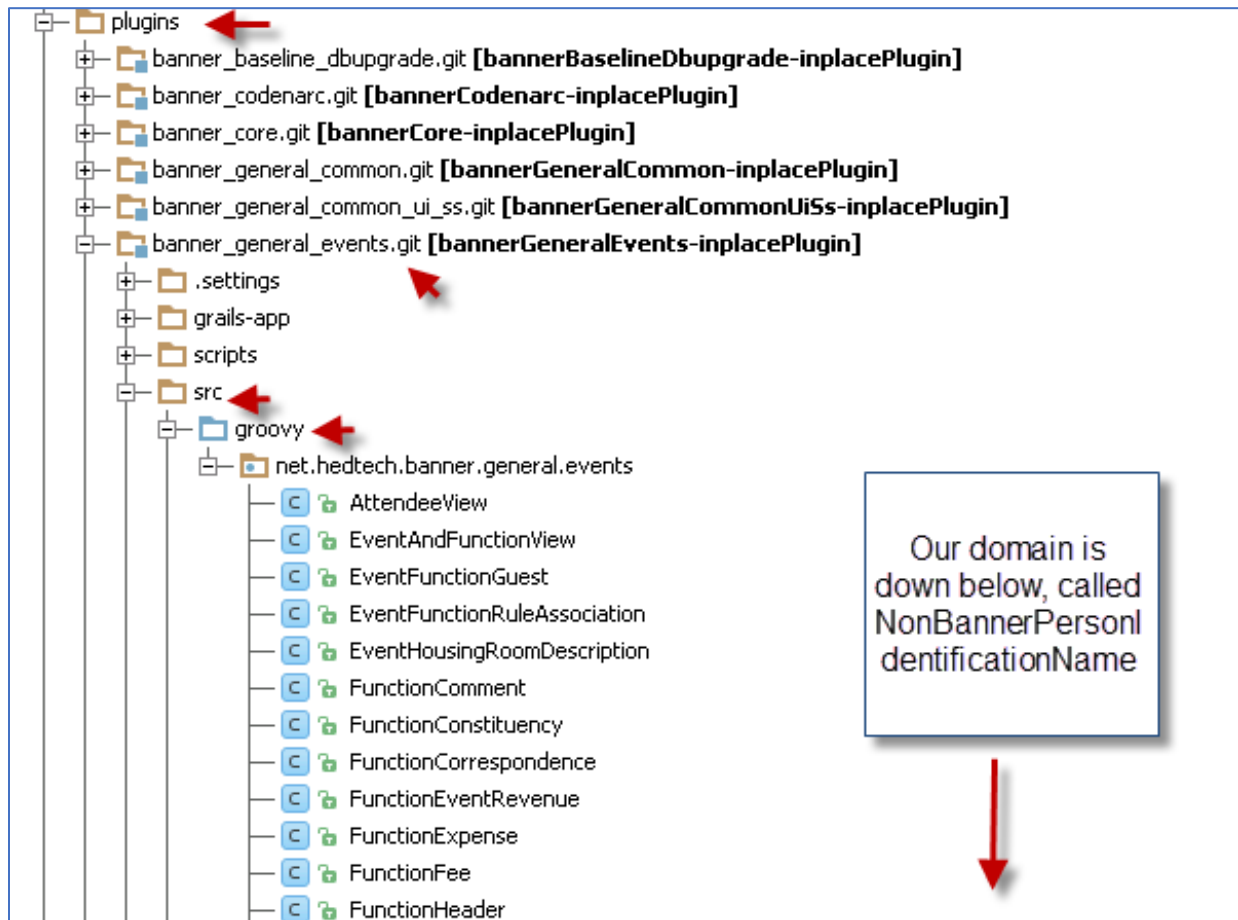 plugins
banner_baseline_dbupgrade.git [bannerBaselineDbupgrade-inplacePlugin]
banner_codenarc.git [bannerCodenarc-inplacePlugin]
banner_core.git [bannerCore-inplacePlugin]
banner_general_common.git [bannerGeneralCommon-inplacePlugin]
banner_general_common_ui_ss.git [bannerGeneralCommonUiSs-inplacePlugin]
banner_general_events.git [bannerGeneralEvents-inplacePlugin]
.settings
grails-app
scripts
src
groovy
net.hedtech.banner.general.events
C AttendeeView
C EventAndFunctionView
C EventFunctionGuest
C EventFunctionRuleAssociation
C EventHousingRoomDescription
C FunctionComment
C FunctionConstituency
C FunctionCorrespondence
C FunctionEventRevenue
C FunctionExpense
C FunctionFee
C FunctionHeader
Our domain is
down below, called
NonBannerPersonI
dentificationName